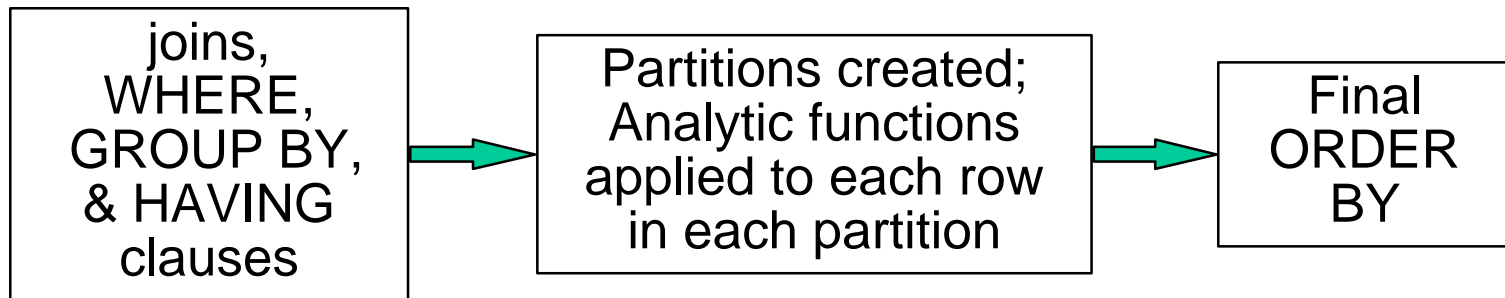 joins,
WHERE,
GROUP BY,
& HAVING
clauses
Partitions created;
Analytic functions
applied to each row
in each partition
Final
ORDER
BY